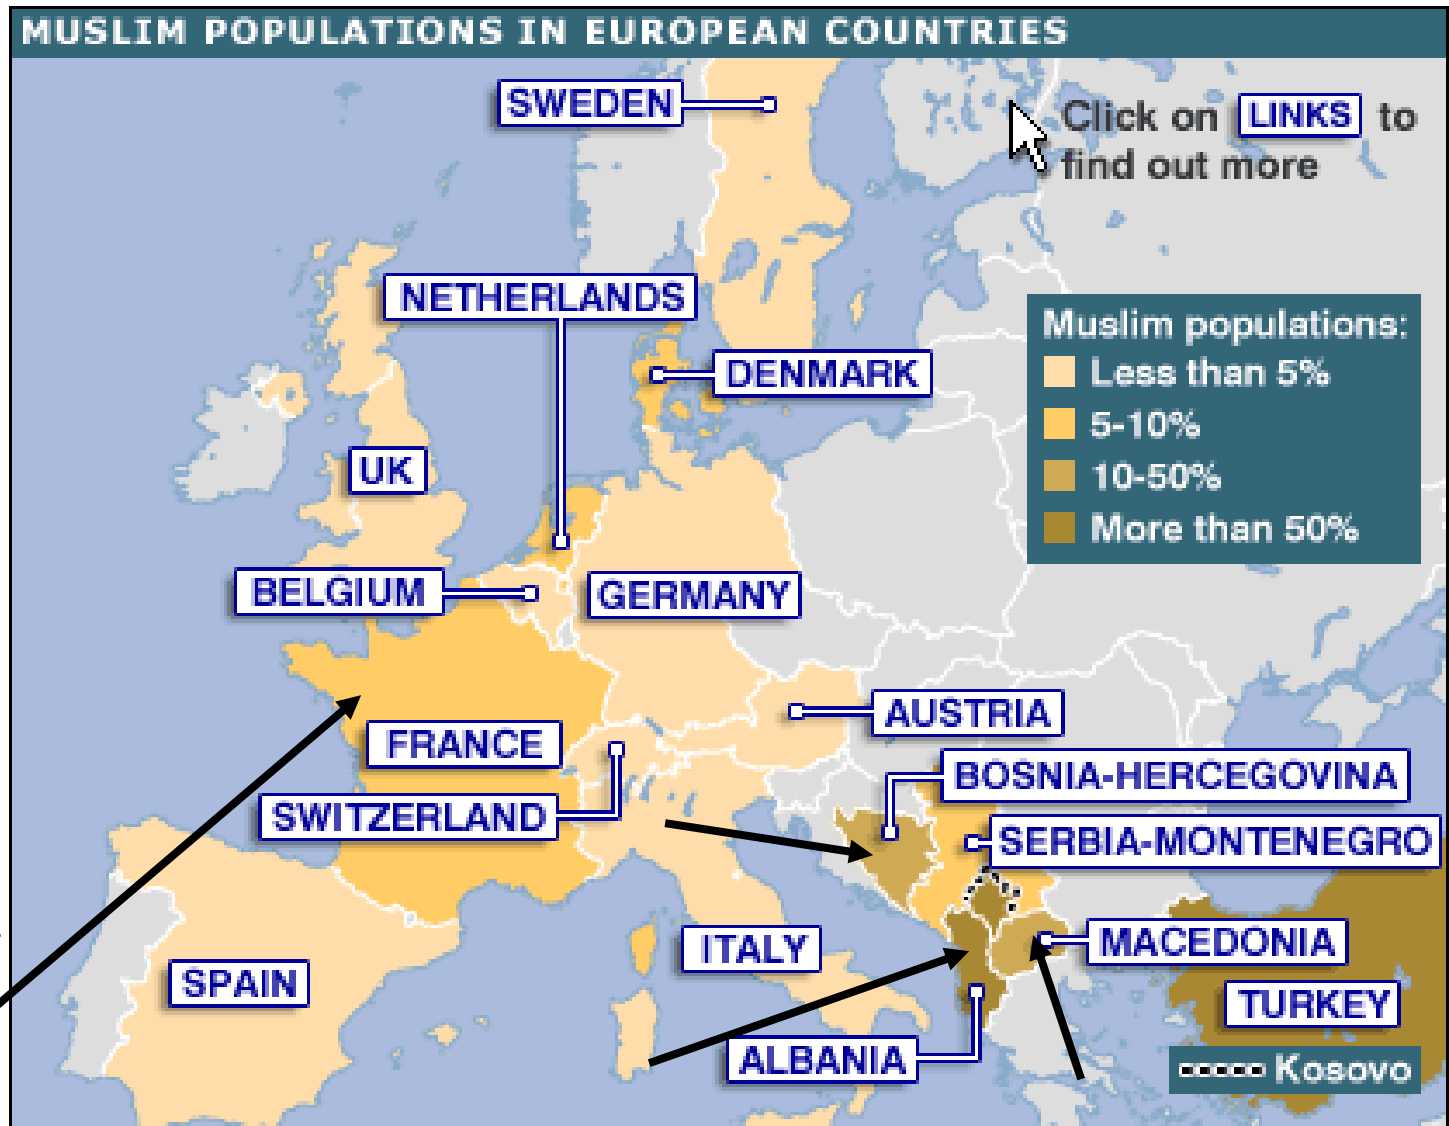 MUSLIM POPULATIONS IN EUROPEAN COUNTRIES
SWEDEN
Click on LINKS to
find out more
NETHERLANDS
Muslim populations:
Less than 5%
5-10%
10-50%
More than 50%
DENMARK
UK
BELGIUM
GERMANY
AUSTRIA
FRANCE
BOSNIA-HERCEGOVINA
SWITZERLAND
SERBIA-MONTENEGRO
ITALY
MACEDONIA
SPAIN
TURKEY
ALBANIA
Kosovo